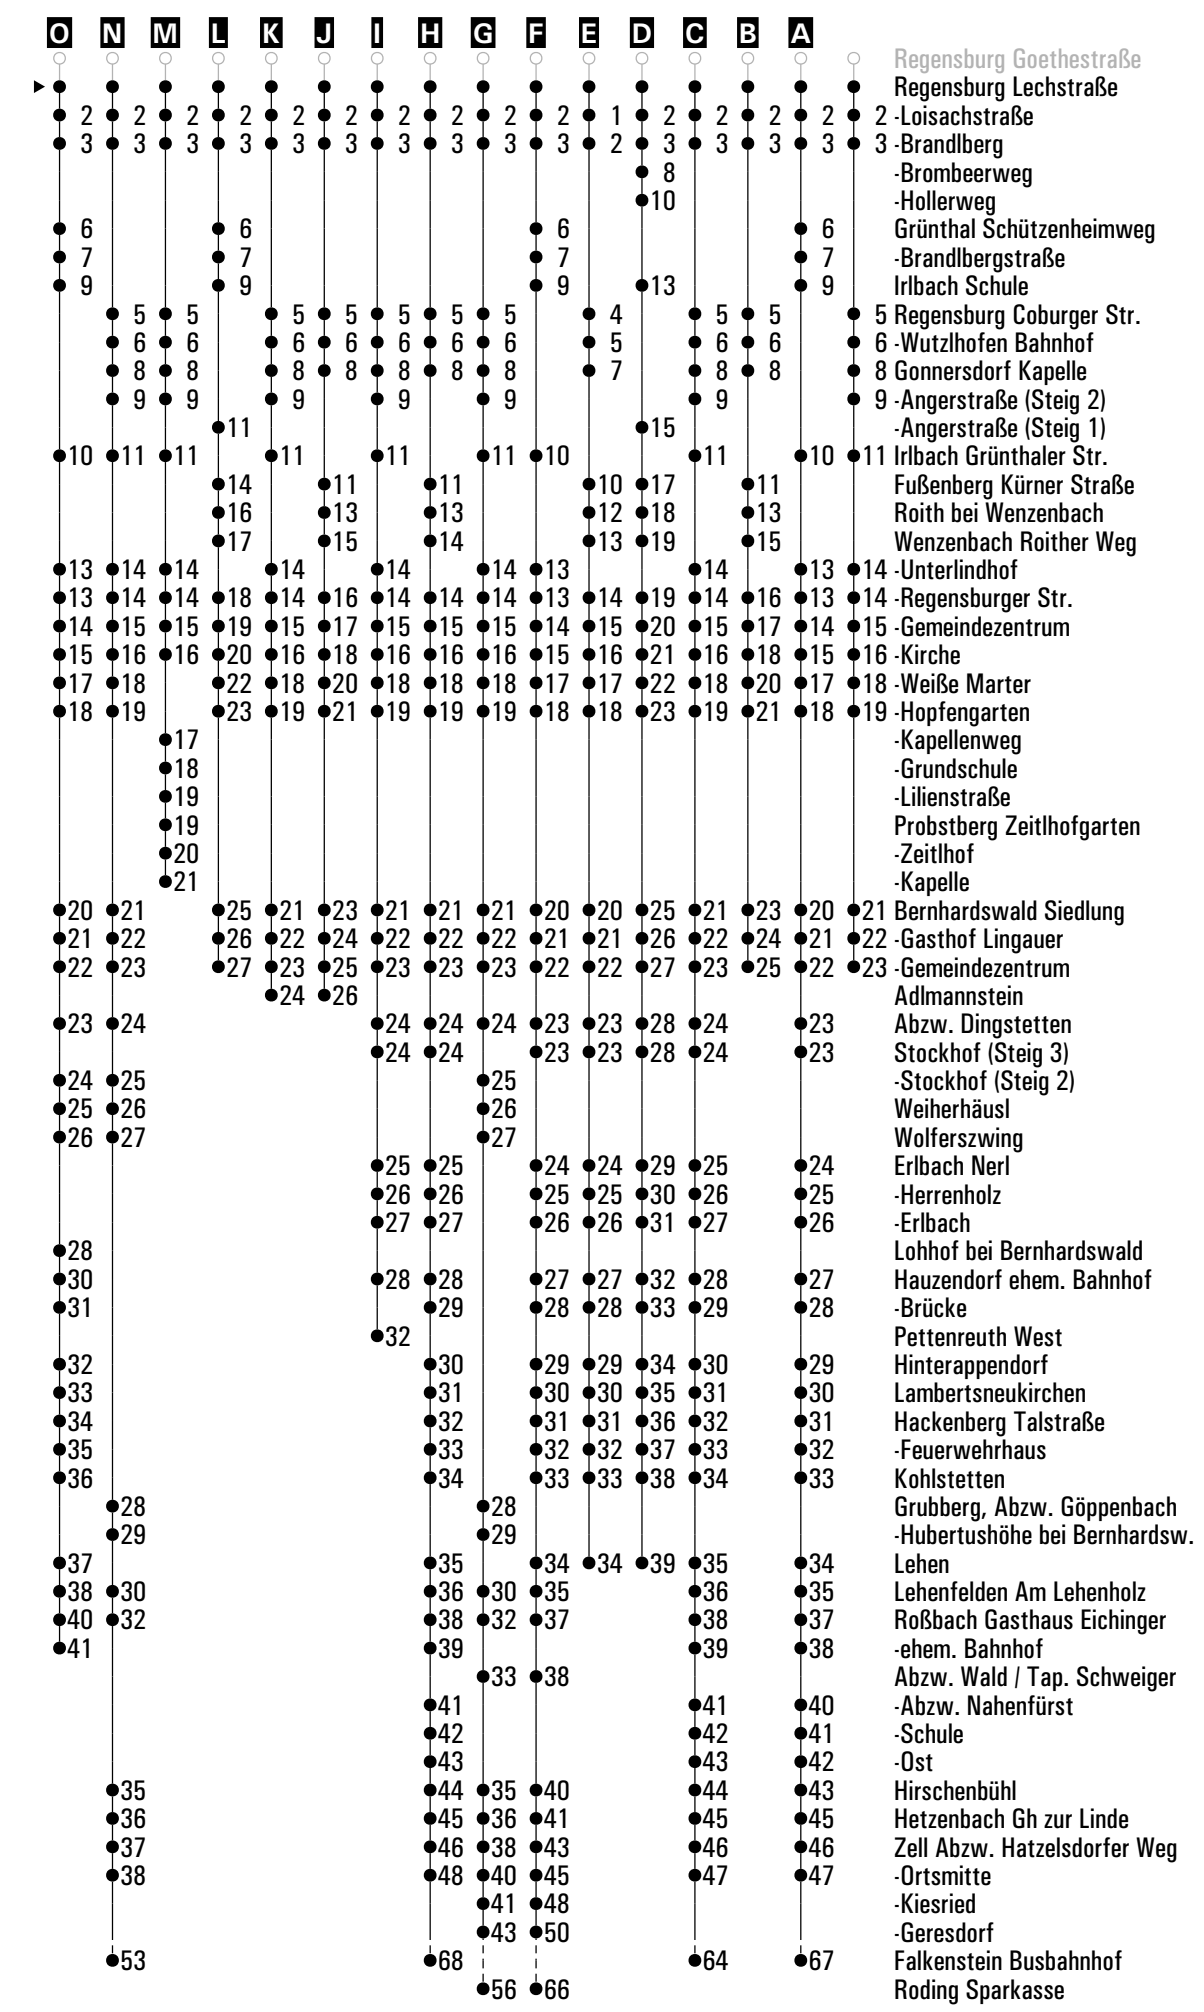 O N M L K J I H G F E D C B A
Regensburg Goethestraße
Regensburg Lechstraße
2 2 2 2 2 2 2 2 2 2 1 2 2 2 2 2 -Loisachstraße
3 3 3 3 3 3 3 3 3 3 2 3 3 3 3 3 -Brandlberg
8 -Brombeerweg
10 -Hollerweg
6 6 6 6 Grünthal Schützenheimweg
7 7 7 7 -Brandlbergstraße
9 9 9 13 9 Irlbach Schule
5 5 5 5 5 5 5 4 5 5 5 Regensburg Coburger Str.
6 6 6 6 6 6 6 5 6 6 6 -Wutzlhofen Bahnhof
8 8 8 8 8 8 8 7 8 8 8 Gonnersdorf Kapelle
9 9 9 9 9 9 9 -Angerstraße (Steig 2)
11 15 -Angerstraße (Steig 1)
10 11 11 11 11 11 10 11 10 11 Irlbach Grünthaler Str.
14 11 11 10 17 11 Fußenberg Kürner Straße
16 13 13 12 18 13 Roith bei Wenzenbach
17 15 14 13 19 15 Wenzenbach Roither Weg
13 14 14 14 14 14 13 14 13 14 -Unterlindhof
13 14 14 18 14 16 14 14 14 13 14 19 14 16 13 14 -Regensburger Str.
14 15 15 19 15 17 15 15 15 14 15 20 15 17 14 15 -Gemeindezentrum
15 16 16 20 16 18 16 16 16 15 16 21 16 18 15 16 -Kirche
17 18 22 18 20 18 18 18 17 17 22 18 20 17 18 -Weiße Marter
18 19 23 19 21 19 19 19 18 18 23 19 21 18 19 -Hopfengarten
17 -Kapellenweg
18 -Grundschule
19 -Lilienstraße
19 Probstberg Zeitlhofgarten
20 -Zeitlhof
21 -Kapelle
20 21 25 21 23 21 21 21 20 20 25 21 23 20 21 Bernhardswald Siedlung
21 22 26 22 24 22 22 22 21 21 26 22 24 21 22 -Gasthof Lingauer
22 23 27 23 25 23 23 23 22 22 27 23 25 22 23 -Gemeindezentrum
24 26 Adlmannstein
23 24 24 24 24 23 23 28 24 23 Abzw. Dingstetten
24 24 23 23 28 24 23 Stockhof (Steig 3)
24 25 25 -Stockhof (Steig 2)
25 26 26 Weiherhäusl
26 27 27 Wolferszwing
25 25 24 24 29 25 24 Erlbach Nerl
26 26 25 25 30 26 25 -Herrenholz
27 27 26 26 31 27 26 -Erlbach
28 Lohhof bei Bernhardswald
30 28 28 27 27 32 28 27 Hauzendorf ehem. Bahnhof
31 29 28 28 33 29 28 -Brücke
32 Pettenreuth West
32 30 29 29 34 30 29 Hinterappendorf
33 31 30 30 35 31 30 Lambertsneukirchen
34 32 31 31 36 32 31 Hackenberg Talstraße
35 33 32 32 37 33 32 -Feuerwehrhaus
36 34 33 33 38 34 33 Kohlstetten
28 28 Grubberg, Abzw. Göppenbach
29 29 -Hubertushöhe bei Bernhardsw.
37 35 34 34 39 35 34 Lehen
38 30 36 30 35 36 35 Lehenfelden Am Lehenholz
40 32 38 32 37 38 37 Roßbach Gasthaus Eichinger
41 39 39 38 -ehem. Bahnhof
33 38 Abzw. Wald / Tap. Schweiger
41 41 40 -Abzw. Nahenfürst
42 42 41 -Schule
43 43 42 -Ost
35 44 35 40 44 43 Hirschenbühl
36 45 36 41 45 45 Hetzenbach Gh zur Linde
37 46 38 43 46 46 Zell Abzw. Hatzelsdorfer Weg
38 48 40 45 47 47 -Ortsmitte
41 48 -Kiesried
43 50 -Geresdorf
53 68 64 67 Falkenstein Busbahnhof
56 66 Roding Sparkasse